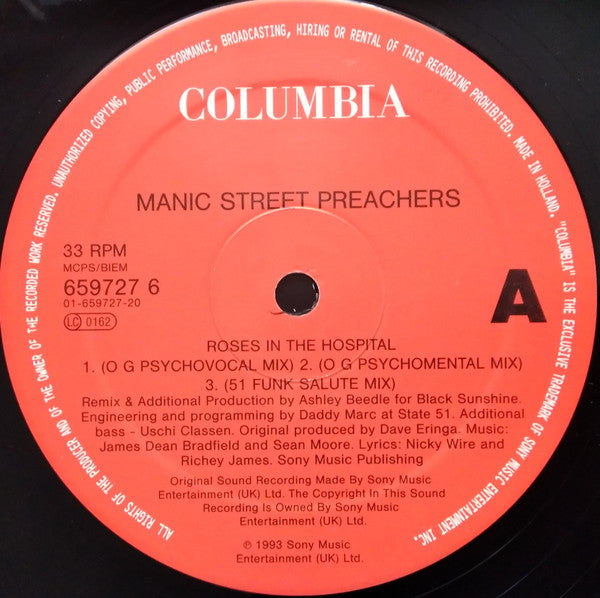 ALL RIGHTS OF THE PRODUCER AND OF THE OWNER OF THE RECORDED WORK RESERVED. UNAUTHORIZED COPYING, PUBLIC PERFORMANCE, BROADCASTING, HIRING OR RENTAL OF THIS RECORDING PROHIBITED. MADE IN HOLLAND. "COLUMBIA" IS THE EXCLUSIVE TRADEMARK OF SONY MUSIC ENTERTAINMENT INC.
COLUMBIA
MANIC STREET PREACHERS
33 RPM
MCPS/BIEM
659727 6
01-659727-20
LC 0162
A
ROSES IN THE HOSPITAL
1. (O G PSYCHOVOCAL MIX) 2. (O G PSYCHOMENTAL MIX)
3. (51 FUNK SALUTE MIX)
Remix & Additional Production by Ashley Beedle for Black Sunshine.
Engineering and programming by Daddy Marc at State 51. Additional
bass - Uschi Classen. Original produced by Dave Eringa. Music:
James Dean Bradfield and Sean Moore. Lyrics: Nicky Wire and
Richey James. Sony Music Publishing
Original Sound Recording Made By Sony Music
Entertainment (UK) Ltd. The Copyright In This Sound
Recording Is Owned By Sony Music
Entertainment (UK) Ltd.
℗ 1993 Sony Music
Entertainment (UK) Ltd.